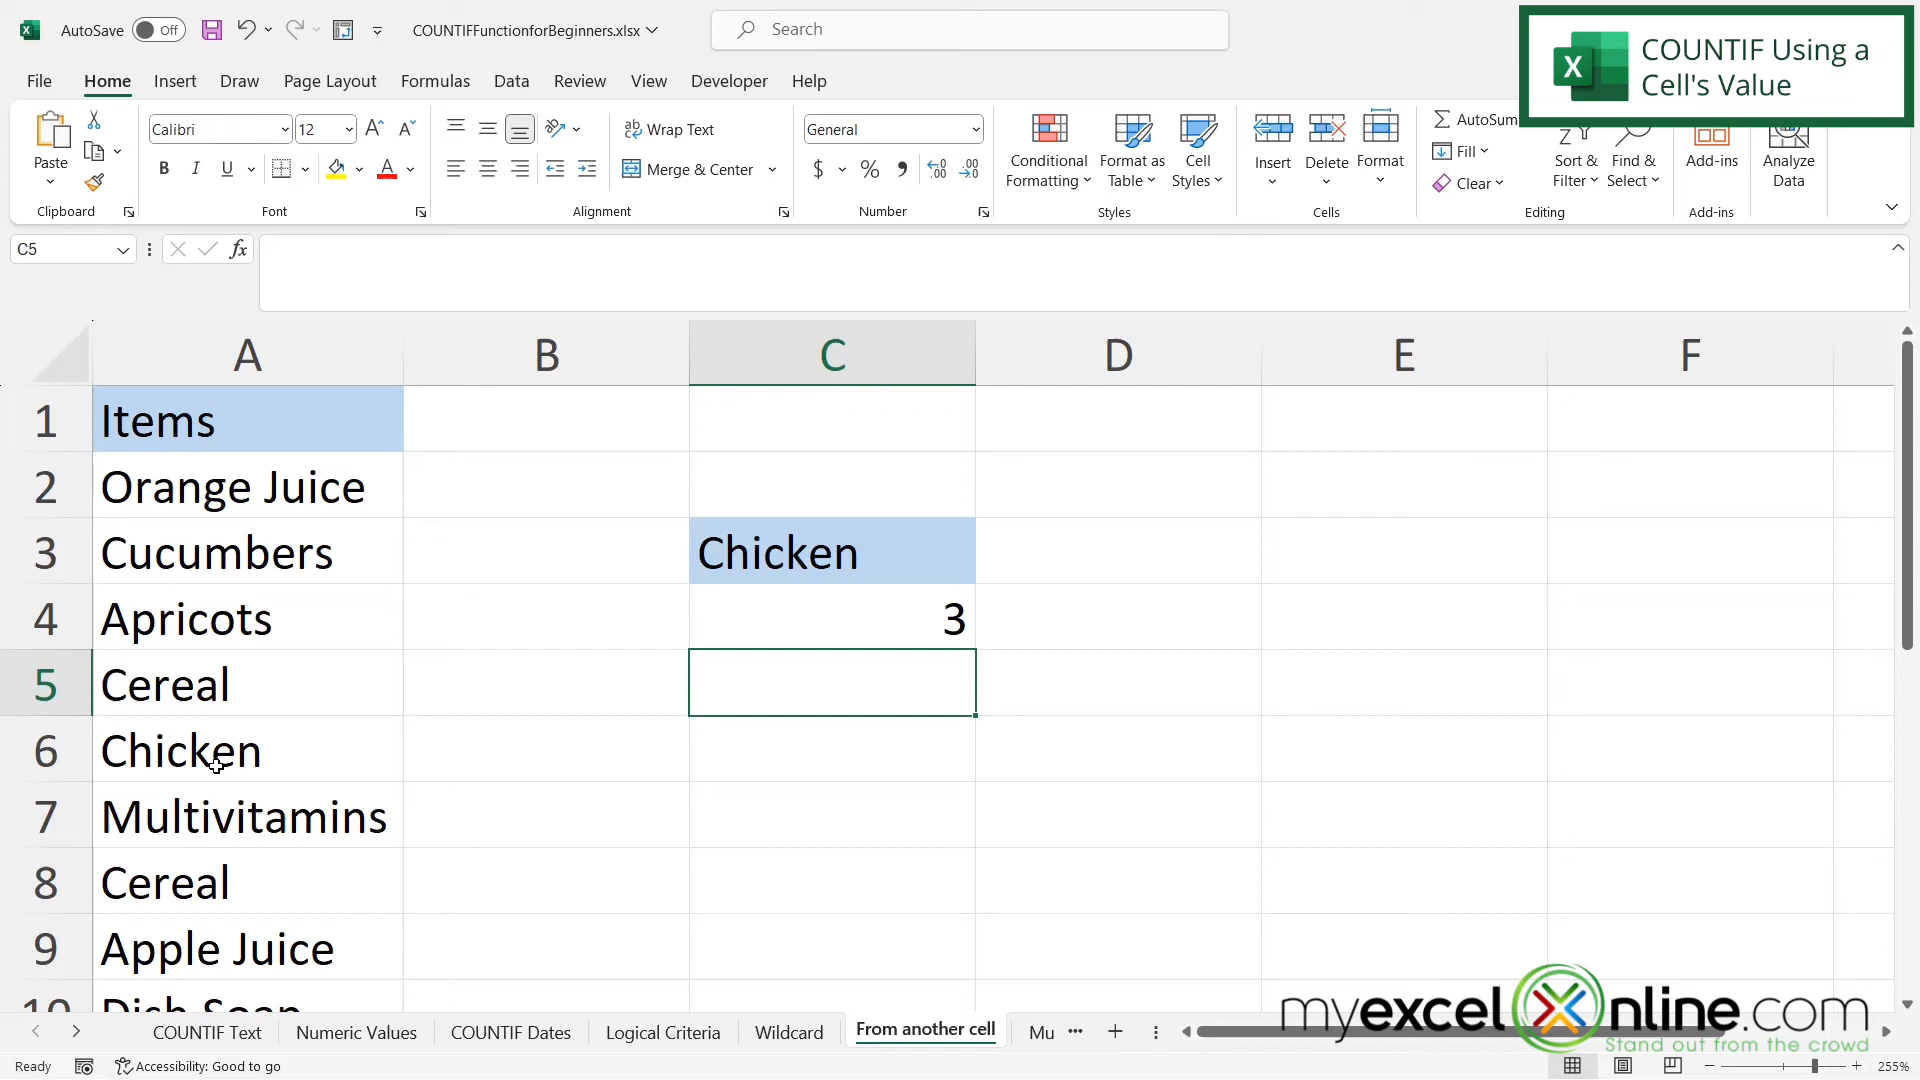 AutoSave Off COUNTIFFunctionforBeginners.xlsx Search
COUNTIF Using a
Cell's Value
File Home Insert Draw Page Layout Formulas Data Review View Developer Help
Paste
Clipboard
Calibri 12
B I U A
Font
Wrap Text
Merge & Center
Alignment
General
$ %
Number
Conditional
Formatting
Format as
Table
Cell
Styles
Styles
Insert
Delete
Format
Cells
AutoSum
Fill
Clear
Sort &
Filter
Find &
Select
Editing
Add-ins
Add-ins
Analyze
Data
C5 fx
A B C D E F
1 Items
2 Orange Juice
3 Cucumbers Chicken
4 Apricots 3
5 Cereal
6 Chicken
7 Multivitamins
8 Cereal
9 Apple Juice
10 Dish Soap
COUNTIF Text Numeric Values COUNTIF Dates Logical Criteria Wildcard From another cell Mu
myexcelonline.com
Stand out from the crowd
Ready Accessibility: Good to go 255%